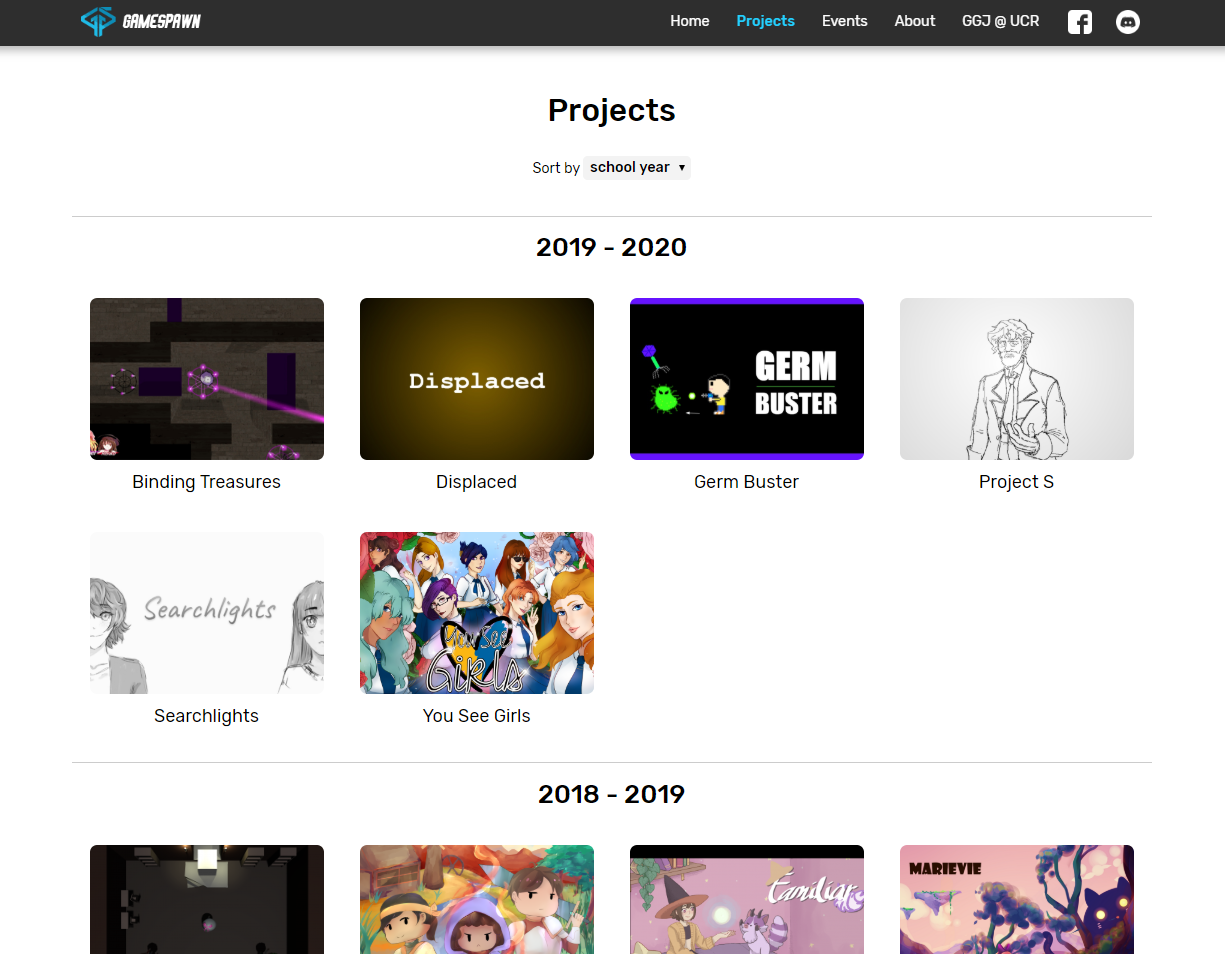 GAMESPAWN Home Projects Events About GGJ @ UCR
Projects
Sort by school year ▾
2019 - 2020
Displaced
GERM
BUSTER
Binding Treasures Displaced Germ Buster Project S
Searchlights
You See
Girls
Searchlights You See Girls
2018 - 2019
MARIEVIE
Familiar